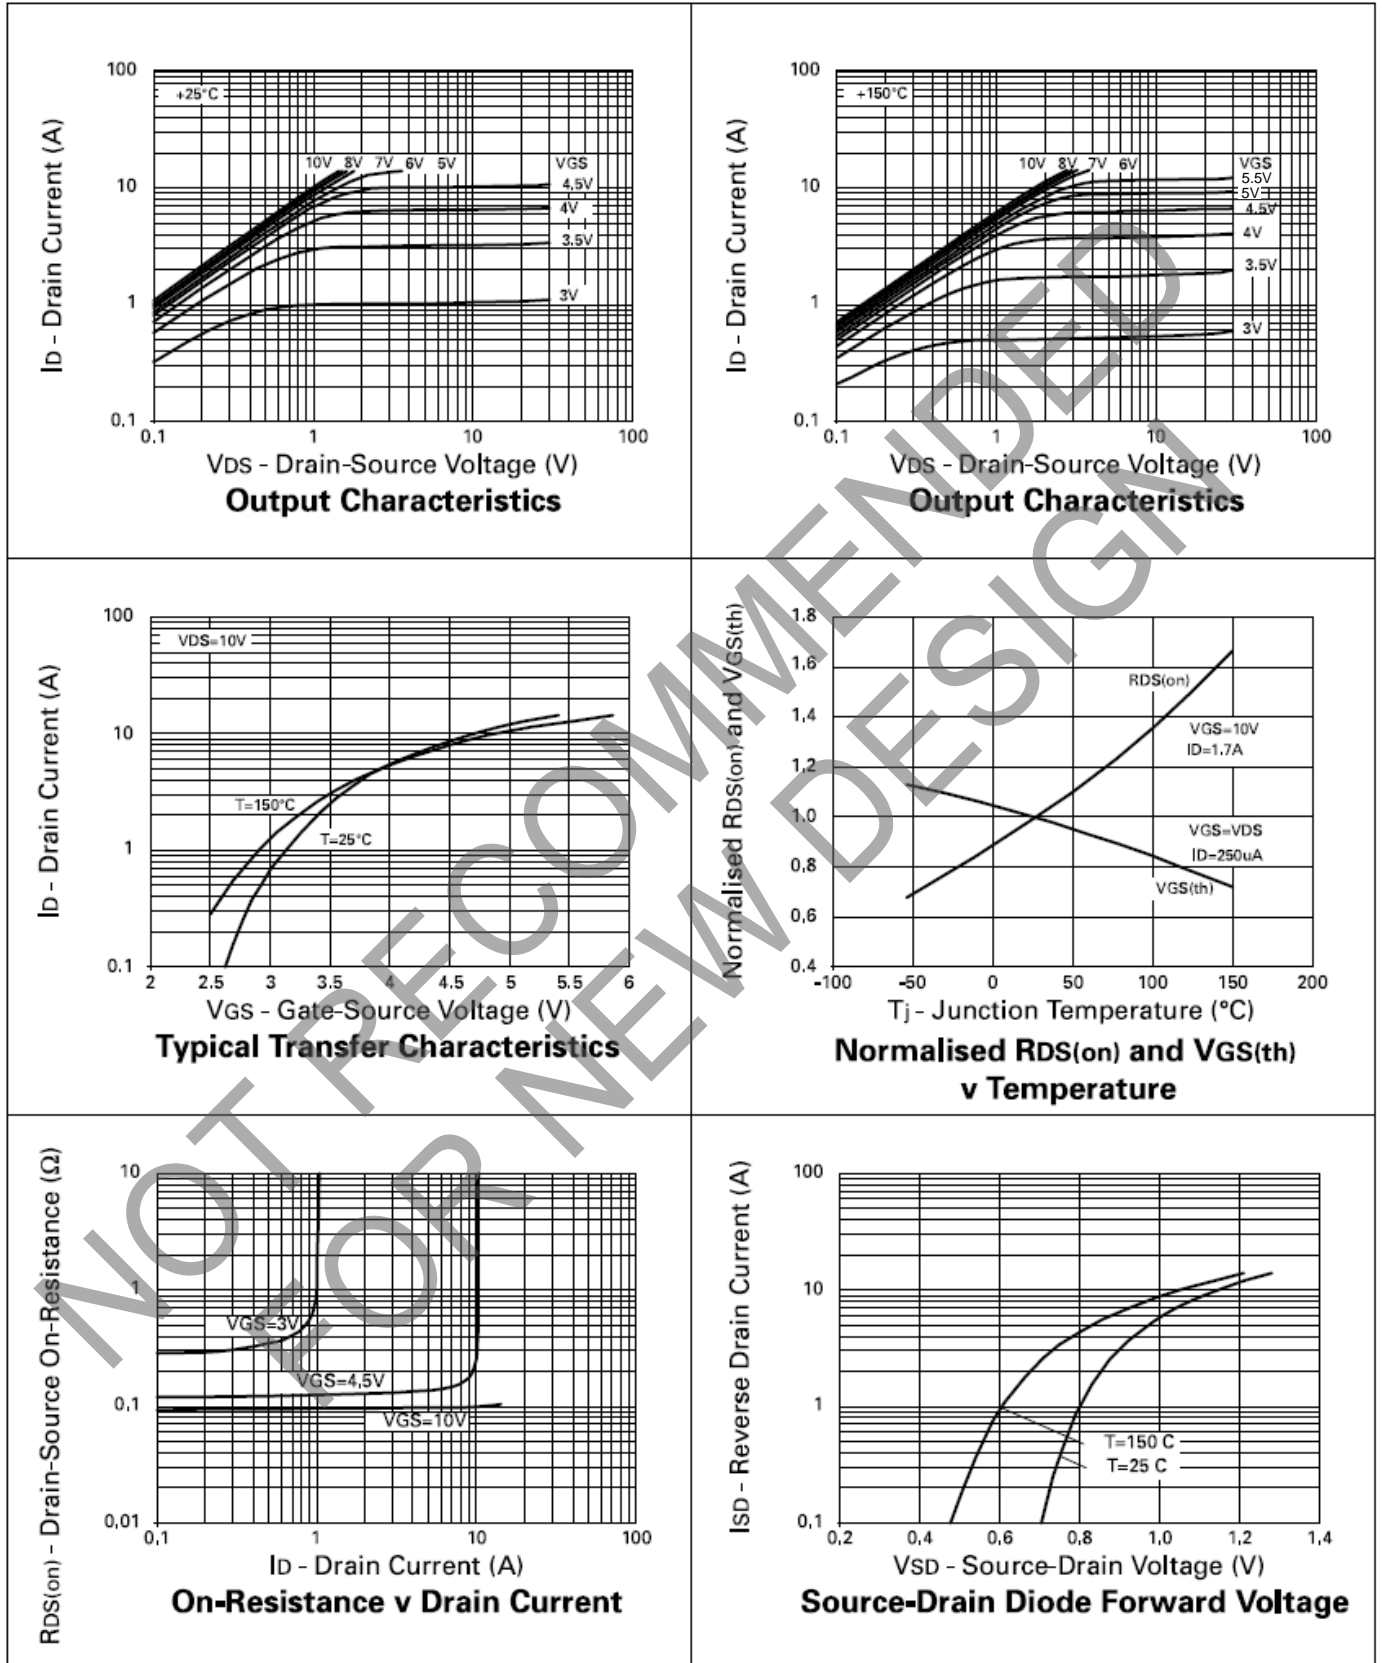 100
+25°C
10V 8V 7V 6V 5V VGS
10
4.5V
4V
3.5V
1
3V
0.1
0.1 1 10 100
ID - Drain Current (A)
VDS - Drain-Source Voltage (V)
Output Characteristics
100
+150°C
10V 8V 7V 6V VGS
5.5V
10
5V
4.5V
4V
3.5V
1
3V
0.1
0.1 1 10 100
ID - Drain Current (A)
VDS - Drain-Source Voltage (V)
Output Characteristics
100
VDS=10V
10
T=150°C
T=25°C
1
0.1
2 2.5 3 3.5 4 4.5 5 5.5 6
ID - Drain Current (A)
VGS - Gate-Source Voltage (V)
Typical Transfer Characteristics
1.8
1.6
RDS(on)
1.4
VGS=10V
ID=1.7A
1.2
1.0
VGS=VDS
ID=250uA
0.8
VGS(th)
0.6
0.4
-100 -50 0 50 100 150 200
Normalised RDS(on) and VGS(th)
Tj - Junction Temperature (°C)
Normalised RDS(on) and VGS(th)
v Temperature
10
1
VGS=3V
VGS=4.5V
0.1
VGS=10V
0.01
0.1 1 10 100
RDS(on) - Drain-Source On-Resistance (Ω)
ID - Drain Current (A)
On-Resistance v Drain Current
100
10
1
T=150 C
T=25 C
0.1
0.2 0.4 0.6 0.8 1.0 1.2 1.4
ISD - Reverse Drain Current (A)
VSD - Source-Drain Voltage (V)
Source-Drain Diode Forward Voltage
NOT RECOMMENDED
FOR NEW DESIGN